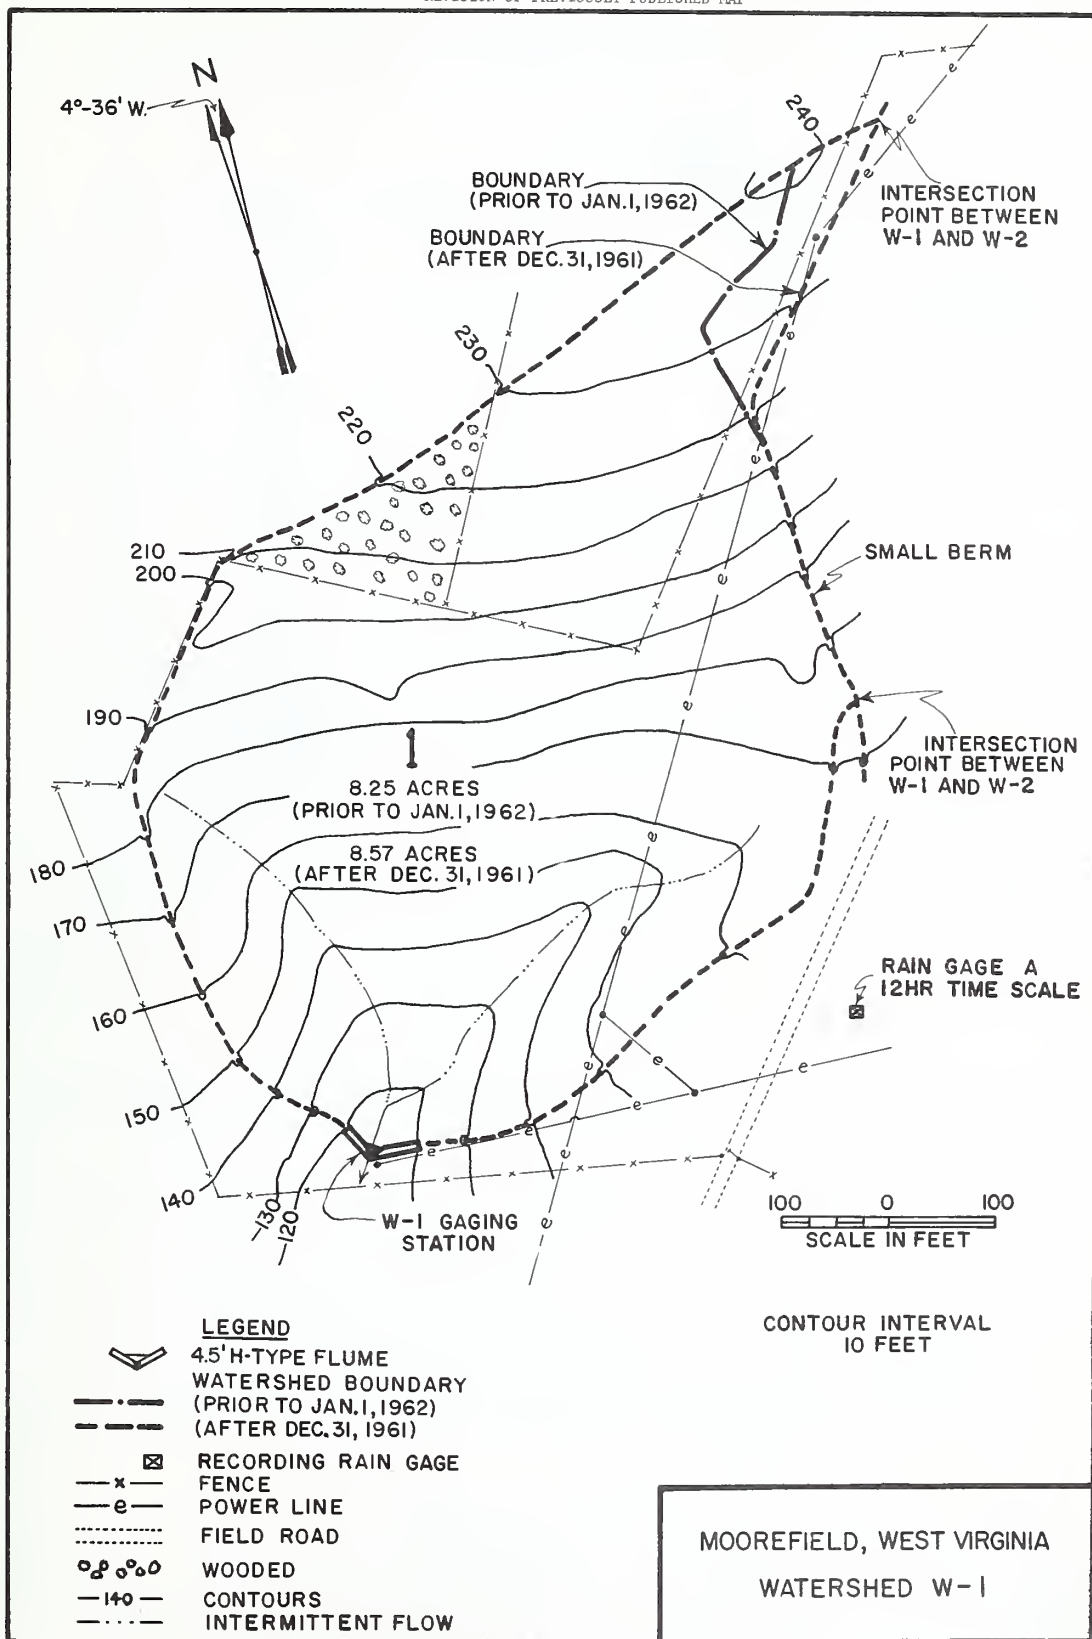 REVISION OF PREVIOUSLY PUBLISHED MAP
N
4°-36' W.
240
BOUNDARY
(PRIOR TO JAN.1,1962)
INTERSECTION
POINT BETWEEN
W-1 AND W-2
BOUNDARY
(AFTER DEC.31,1961)
230
220
210
200
SMALL BERM
190
1
INTERSECTION
POINT BETWEEN
W-1 AND W-2
8.25 ACRES
(PRIOR TO JAN.1,1962)
8.57 ACRES
(AFTER DEC.31,1961)
180
170
RAIN GAGE A
12HR TIME SCALE
160
150
140
-130
-120
W-1 GAGING
STATION
100 0 100
SCALE IN FEET
CONTOUR INTERVAL
10 FEET
LEGEND
4.5' H-TYPE FLUME
WATERSHED BOUNDARY
(PRIOR TO JAN.1,1962)
(AFTER DEC.31,1961)
RECORDING RAIN GAGE
x FENCE
e POWER LINE
FIELD ROAD
WOODED
-140- CONTOURS
INTERMITTENT FLOW
MOOREFIELD, WEST VIRGINIA
WATERSHED W-1